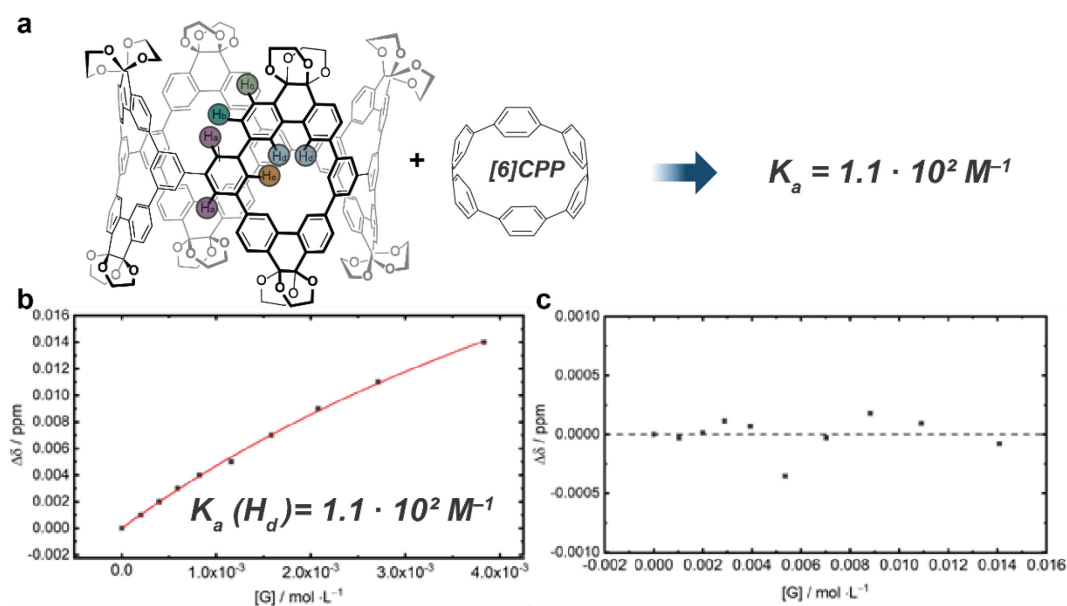 a
O O O O
O O O O
O O O O
O O O O
Hc
Hb
Ha
Hd Hd
He
Ha
+
[6]CPP
Kₐ = 1.1 · 10² M⁻¹
O O O O
O O O O
O O O O
O O O O
b
0.016
0.014
0.012
0.010
0.008
0.006
0.004
0.002
0.000
-0.002
Δδ / ppm
Kₐ (H_d)= 1.1 · 10² M⁻¹
0.0 1.0x10⁻³ 2.0x10⁻³ 3.0x10⁻³ 4.0x10⁻³
[G] / mol ·L⁻¹
c
0.0010
0.0005
0.0000
-0.0005
-0.0010
Δδ / ppm
-0.002 0.000 0.002 0.004 0.006 0.008 0.010 0.012 0.014 0.016
[G] / mol ·L⁻¹